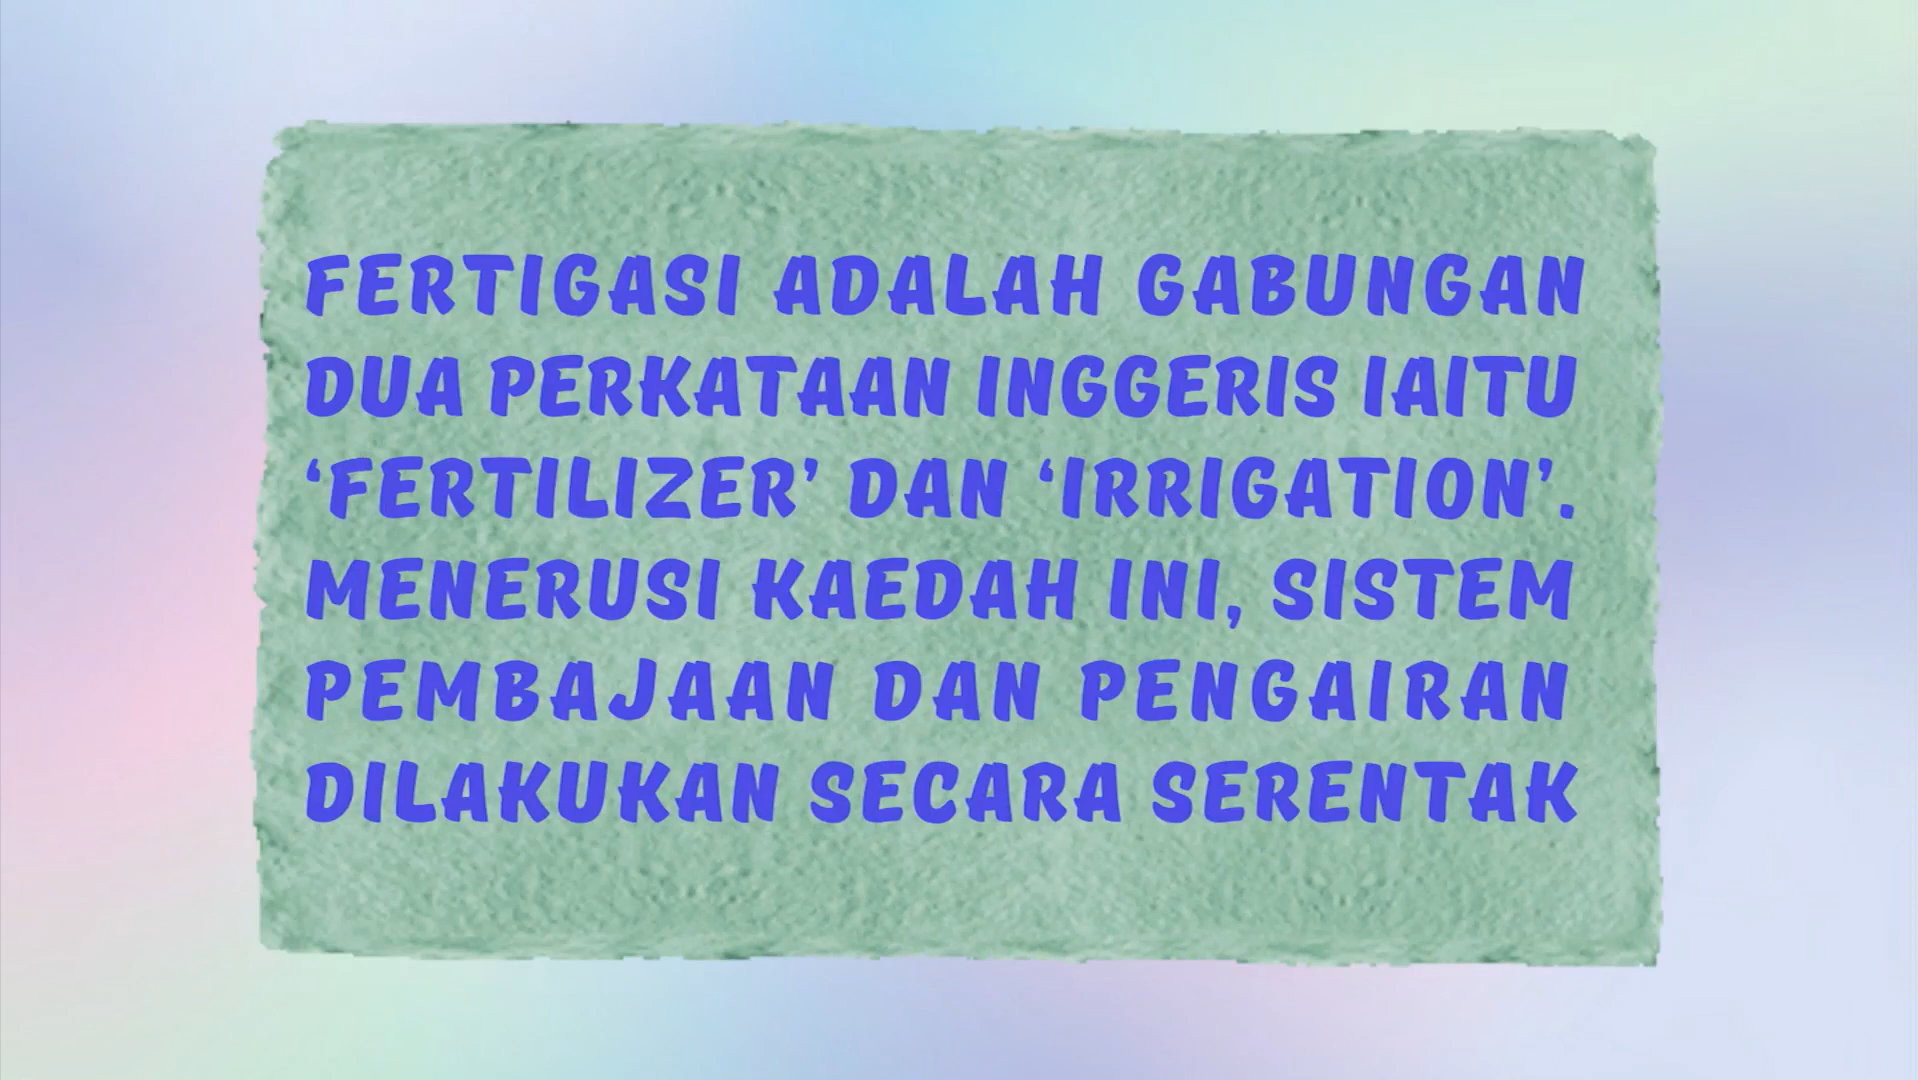 FERTIGASI ADALAH GABUNGAN
DUA PERKATAAN INGGERIS IAITU
‘FERTILIZER’ DAN ‘IRRIGATION’.
MENERUSI KAEDAH INI, SISTEM
PEMBAJAAN DAN PENGAIRAN
DILAKUKAN SECARA SERENTAK